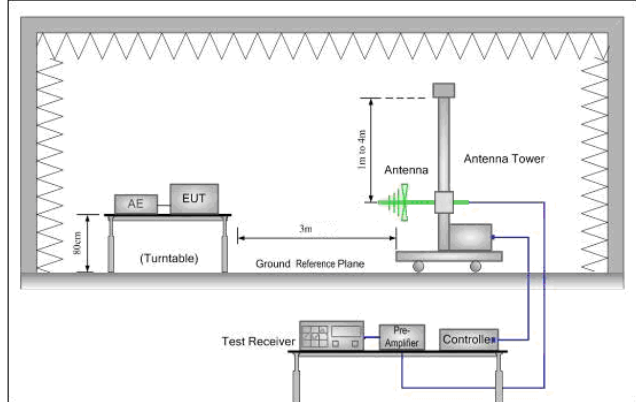 1m to 4m
Antenna
Antenna Tower
AE
EUT
80cm
(Turntable)
3m
Ground Reference Plane
Test Receiver
Pre-
Amplifier
Controller